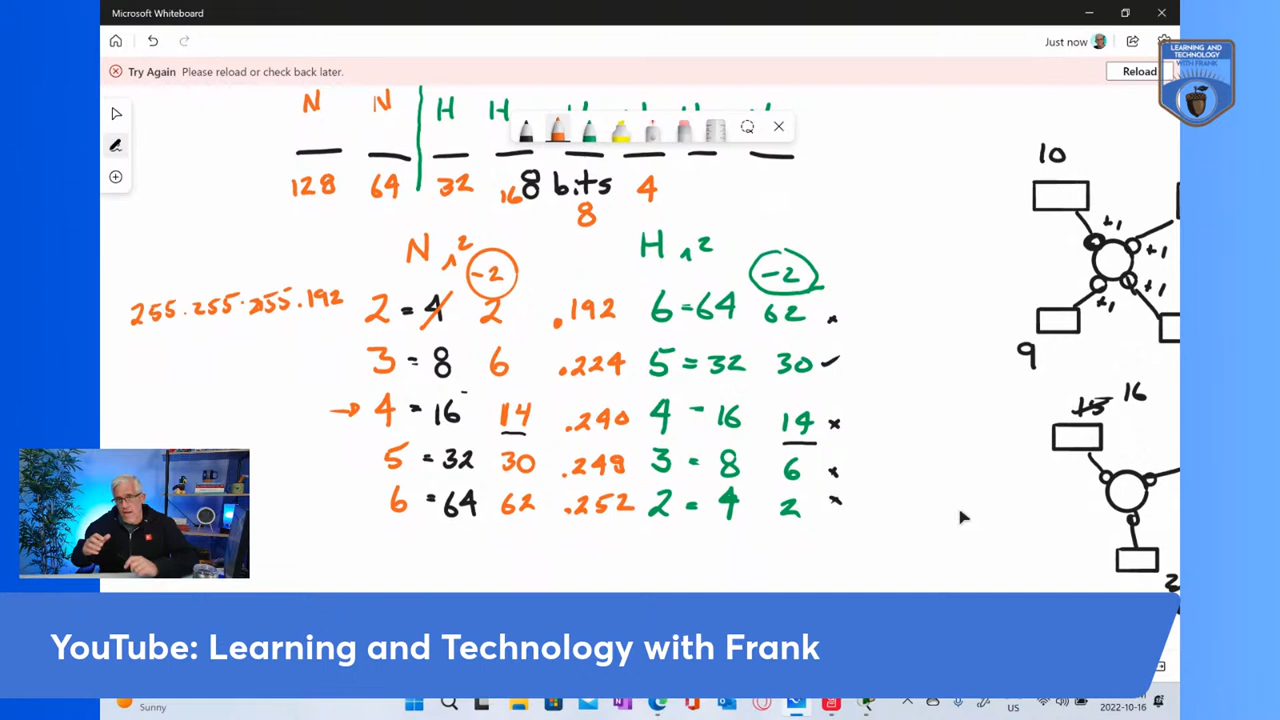 Microsoft Whiteboard
Just now
LEARNING AND
TECHNOLOGY
WITH FRANK
Try Again Please reload or check back later.
Reload
N N H H
128 64 32 16 8 bits 4
8
N ^2 -2 H ^2 -2
255.255.255.192 2 = 4 2 .192 6 = 64 62 x
3 = 8 6 .224 5 = 32 30 ✓
→ 4 = 16 14 .240 4 - 16 14 x
5 = 32 30 .248 3 = 8 6 x
6 = 64 62 .252 2 = 4 2 x
10
+1
+1
+1 +1
9
15 16
2
YouTube: Learning and Technology with Frank
Sunny
US
2022-10-16